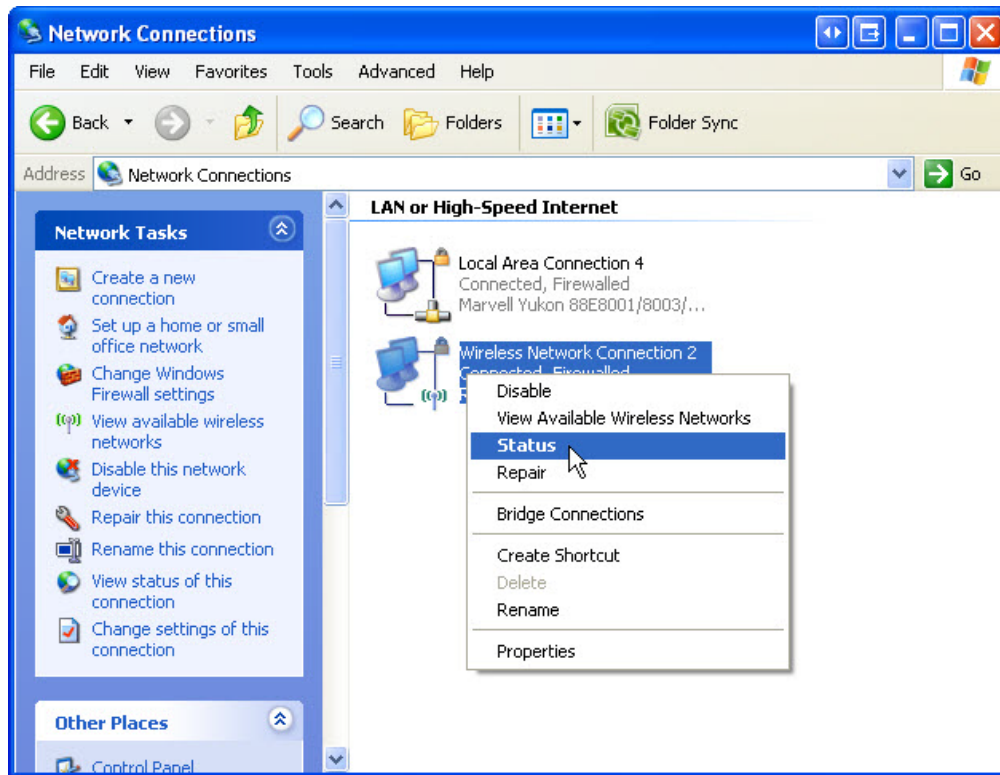 Network Connections
File Edit View Favorites Tools Advanced Help
Back Search Folders Folder Sync
Address Network Connections Go
Network Tasks
Create a new
connection
Set up a home or small
office network
Change Windows
Firewall settings
View available wireless
networks
Disable this network
device
Repair this connection
Rename this connection
View status of this
connection
Change settings of this
connection
Other Places
Control Panel
LAN or High-Speed Internet
Local Area Connection 4
Connected, Firewalled
Marvell Yukon 88E8001/8003/...
Wireless Network Connection 2
Connected, Firewalled
Disable
View Available Wireless Networks
Status
Repair
Bridge Connections
Create Shortcut
Delete
Rename
Properties